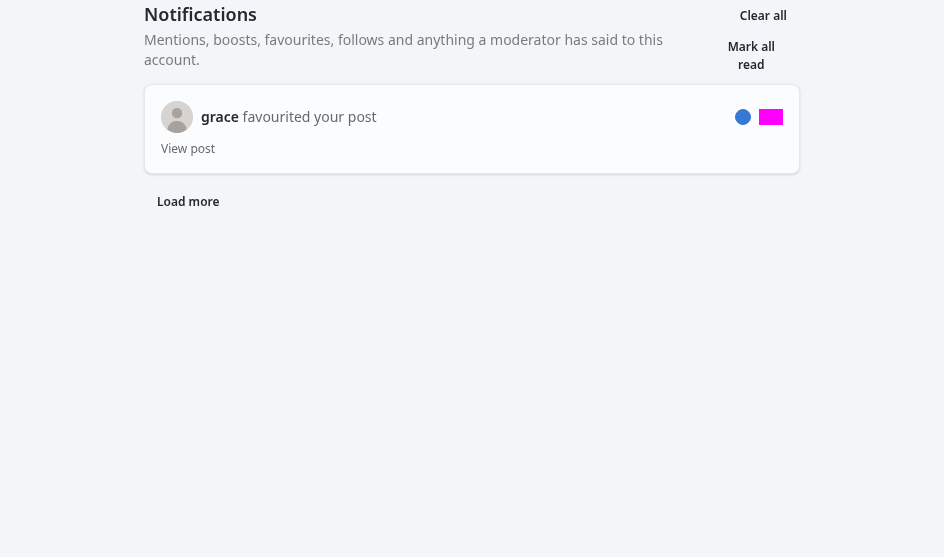 Notifications
Clear all
Mentions, boosts, favourites, follows and anything a moderator has said to this
account.
Mark all
read
grace favourited your post
View post
Load more